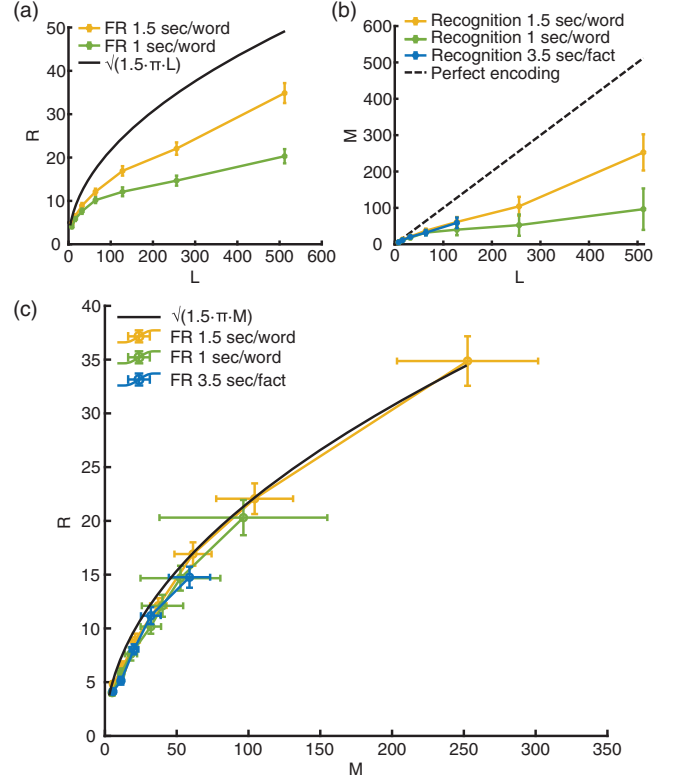 (a)
FR 1.5 sec/word
FR 1 sec/word
√(1.5·π·L)
50
40
30
20
10
0
R
0 100 200 300 400 500 600
L
(b)
Recognition 1.5 sec/word
Recognition 1 sec/word
Recognition 3.5 sec/fact
Perfect encoding
600
500
400
300
200
100
0
M
0 100 200 300 400 500
L
(c)
√(1.5·π·M)
FR 1.5 sec/word
FR 1 sec/word
FR 3.5 sec/fact
40
35
30
25
20
15
10
5
0
R
0 50 100 150 200 250 300 350
M